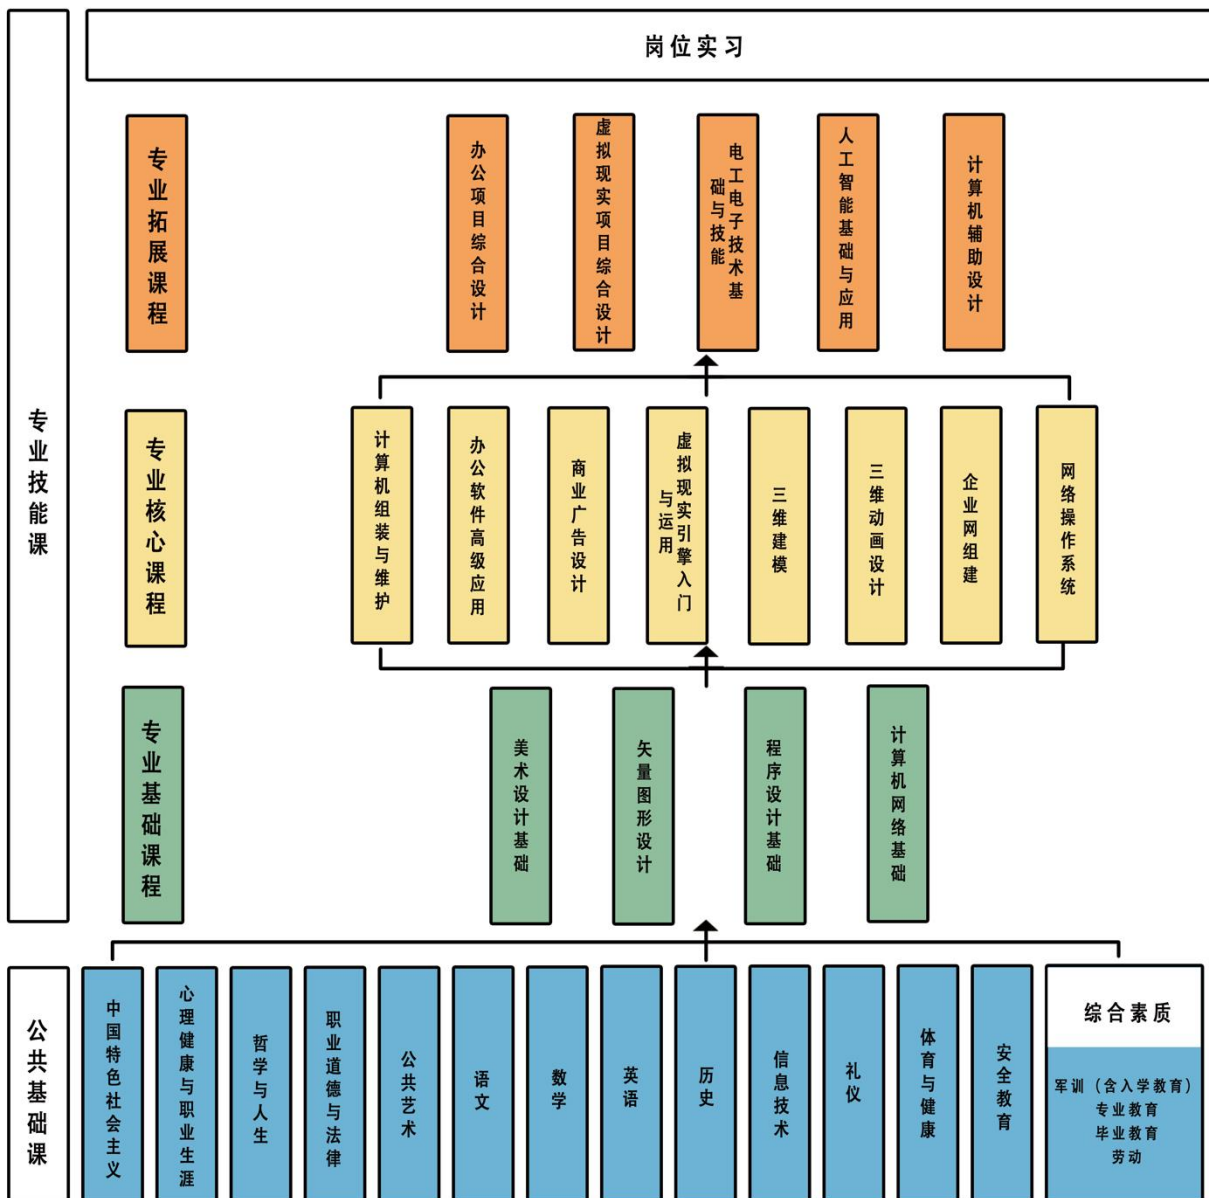 岗位实习
专业技能课
专业拓展课程
办公项目综合设计
虚拟现实项目综合设计
电工电子技术基
础与技能
人工智能基础与应用
计算机辅助设计
专业核心课程
计算机组装与维护
办公软件高级应用
商业广告设计
虚拟现实引擎入门
与运用
三维建模
三维动画设计
企业网组建
网络操作系统
专业基础课程
美术设计基础
矢量图形设计
程序设计基础
计算机网络基础
公共基础课
中国特色社会主义
心理健康与职业生涯
哲学与人生
职业道德与法律
公共艺术
语文
数学
英语
历史
信息技术
礼仪
体育与健康
安全教育
综合素质
军训（含入学教育）
专业教育
毕业教育
劳动